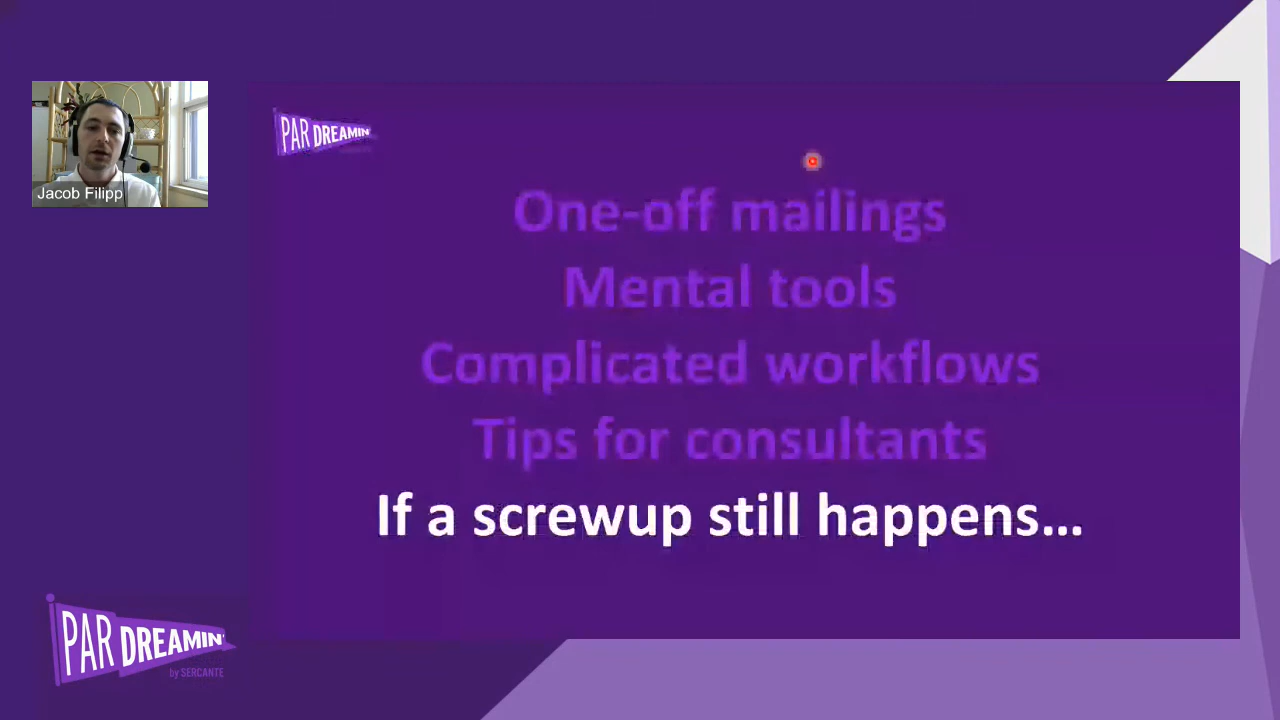 Jacob Filipp
PAR DREAMIN'
One-off mailings
Mental tools
Complicated workflows
Tips for consultants
If a screwup still happens...
PAR DREAMIN'
by SERCANTE